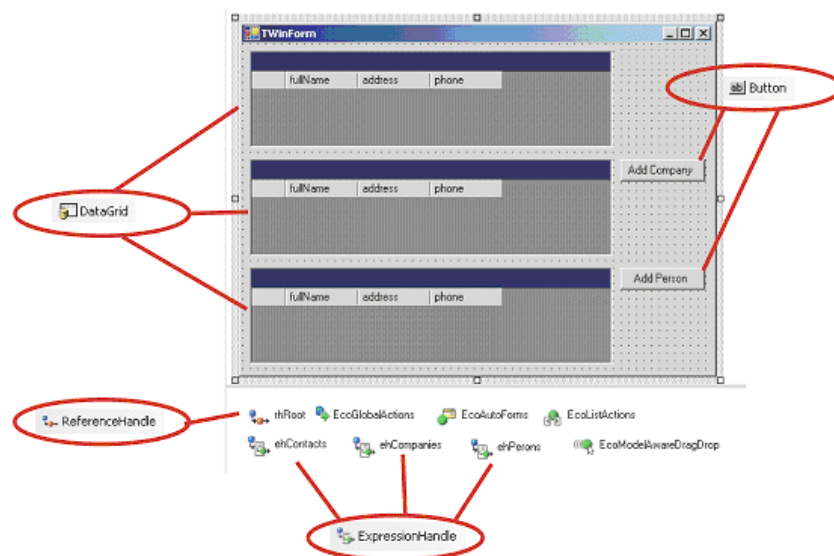 TWinForm
fullName address phone
Button
Add Company
fullName address phone
DataGrid
Add Person
fullName address phone
ReferenceHandle
rhRoot EcoGlobalActions EcoAutoForms EcoListActions
ehContacts ehCompanies ehPerons EcoModelAwareDragDrop
ExpressionHandle